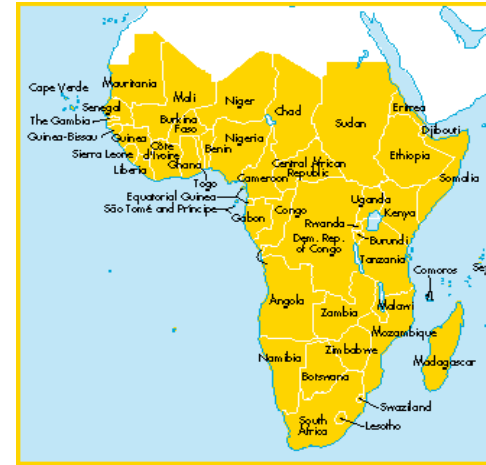 Mauritania
Mali
Niger
Chad
Sudan
Eritrea
Cape Verde
Senegal
The Gambia
Guinea-Bissau
Guinea
Burkina
Faso
Benin
Nigeria
Djibouti
Ethiopia
Somalia
Sierra Leone
Côte
d'Ivoire
Ghana
Liberia
Togo
Cameroon
Central African
Republic
Equatorial Guinea
São Tomé and Príncipe
Gabon
Congo
Uganda
Kenya
Rwanda
Dem. Rep.
of Congo
Burundi
Tanzania
Comoros
Angola
Zambia
Malawi
Mozambique
Zimbabwe
Madagascar
Namibia
Botswana
Swaziland
South
Africa
Lesotho